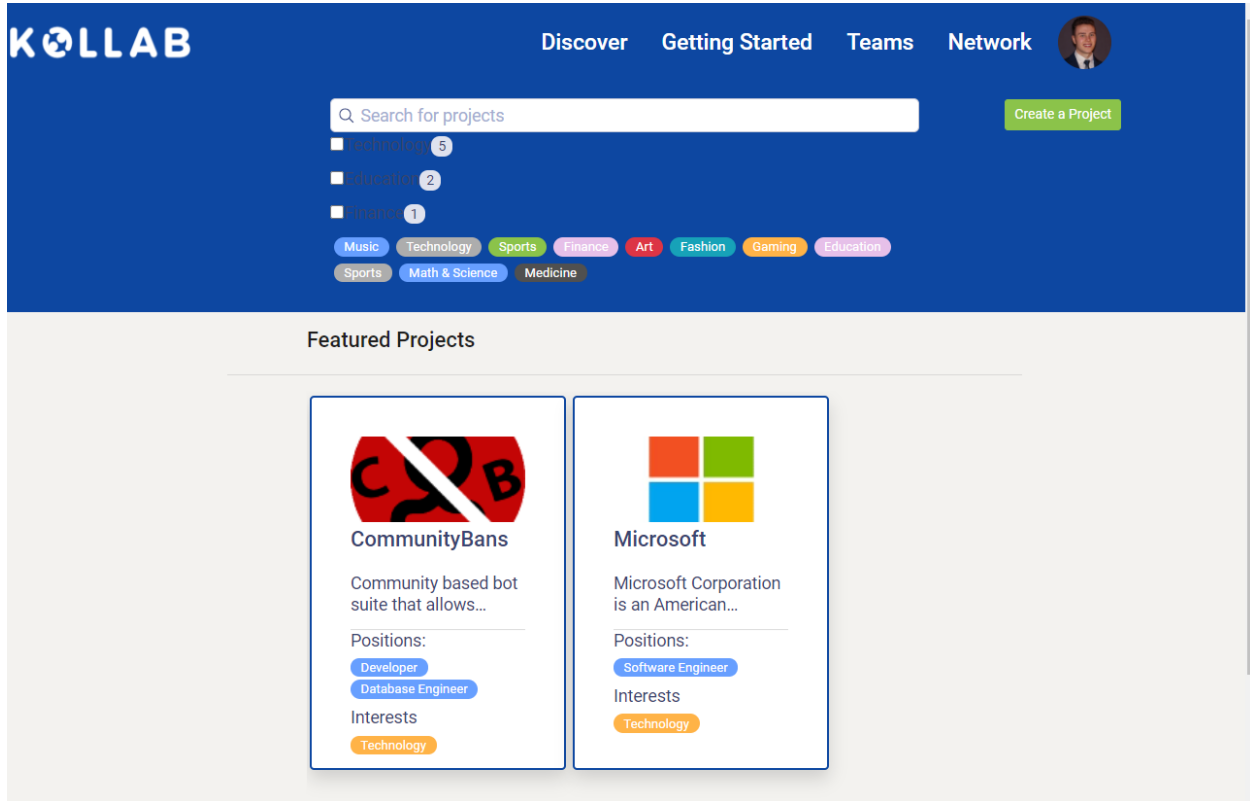 KOLLAB
Discover Getting Started Teams Network
Search for projects
Create a Project
Technology 5
Education 2
Finance 1
Music Technology Sports Finance Art Fashion Gaming Education
Sports Math & Science Medicine
Featured Projects
C B
CommunityBans
Community based bot
suite that allows...
Positions:
Developer
Database Engineer
Interests
Technology
Microsoft
Microsoft Corporation
is an American...
Positions:
Software Engineer
Interests
Technology